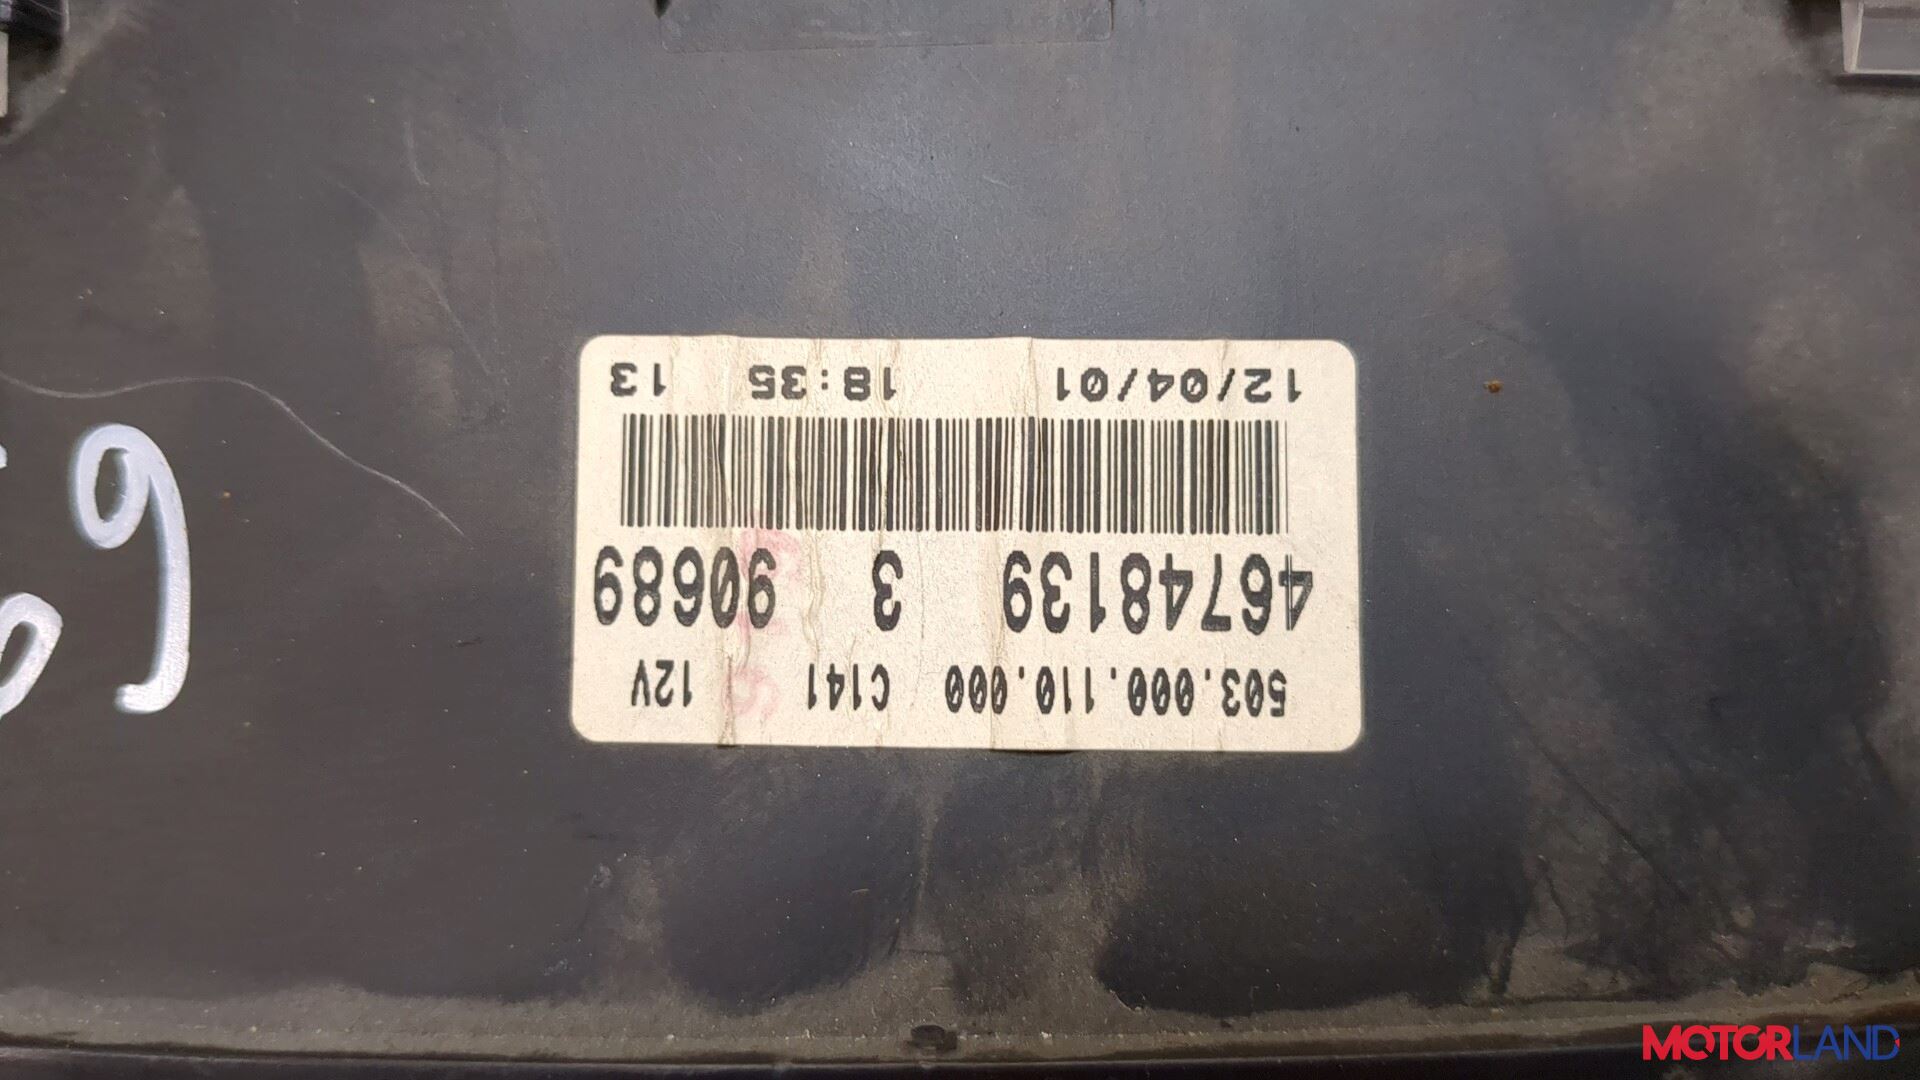 503.000.110.000 C141 12V
46748139 3 90689
12/04/01 18:35 13
MOTORLAND